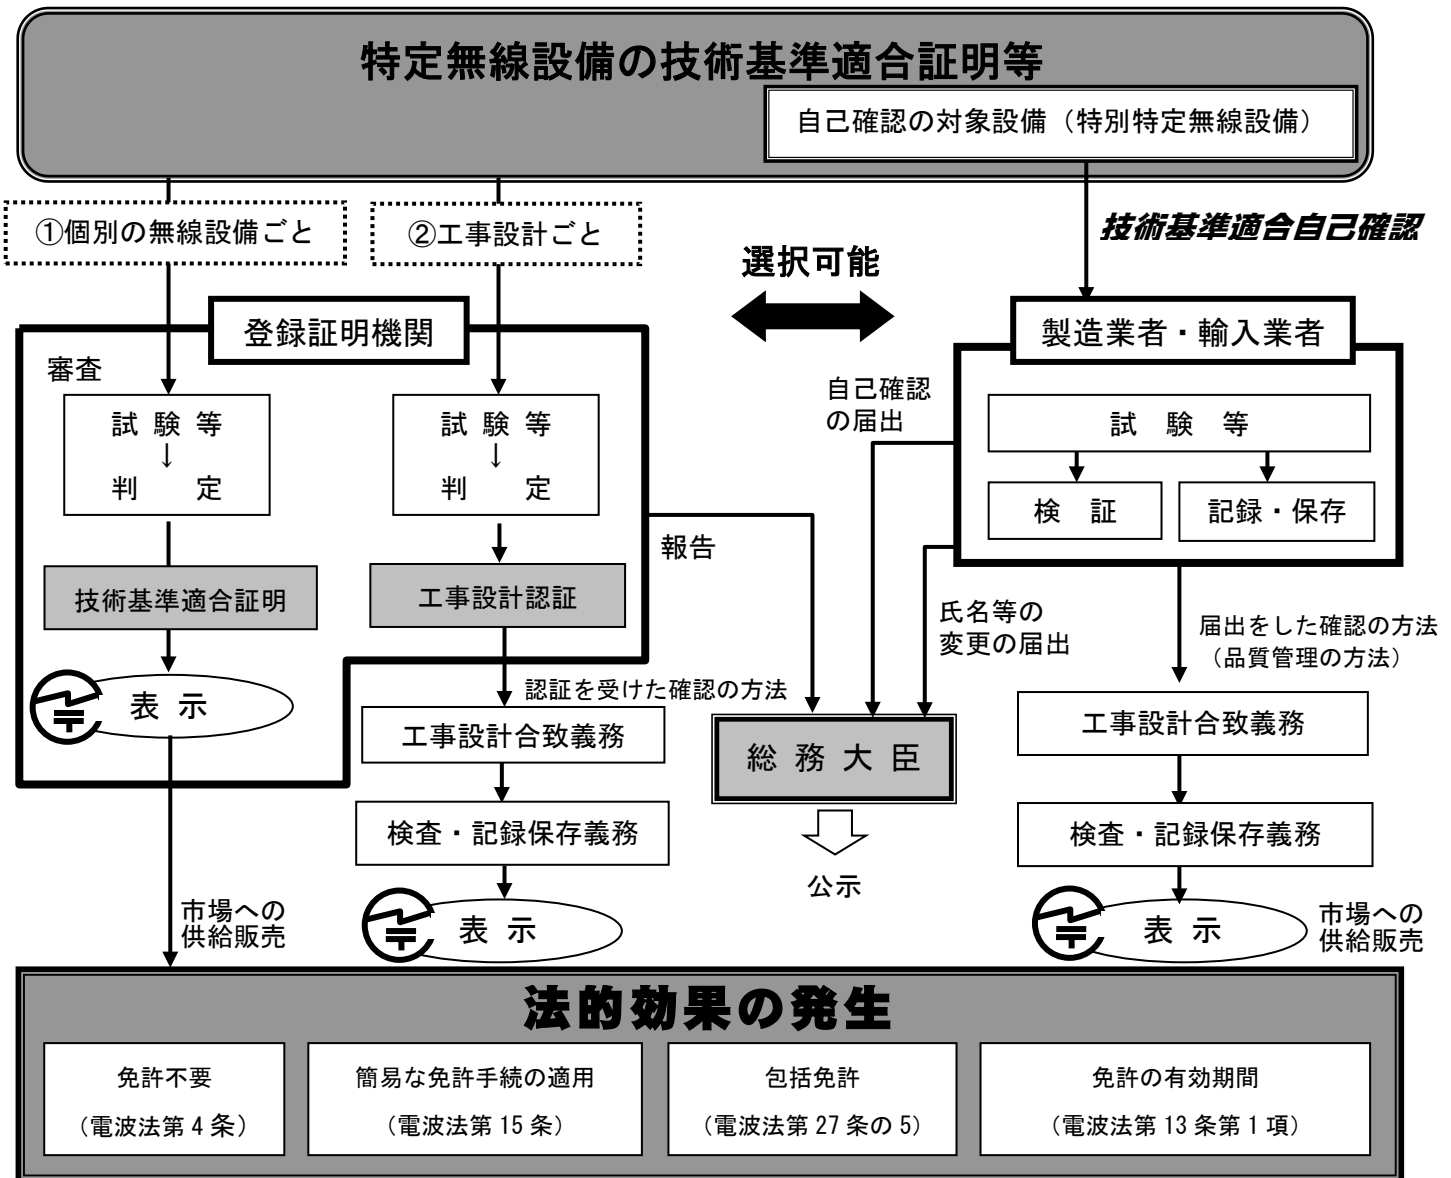 特定無線設備の技術基準適合証明等
自己確認の対象設備（特別特定無線設備）
①個別の無線設備ごと
②工事設計ごと
技術基準適合自己確認
選択可能
登録証明機関
製造業者・輸入業者
審査
試験等
↓
判　定
試験等
↓
判　定
自己確認
の届出
試　験　等
検　証
記録・保存
報告
技術基準適合証明
工事設計認証
氏名等の
変更の届出
届出をした確認の方法
（品質管理の方法）
表示
認証を受けた確認の方法
工事設計合致義務
総務大臣
工事設計合致義務
検査・記録保存義務
公示
検査・記録保存義務
市場への
供給販売
表示
表示
市場への
供給販売
法的効果の発生
免許不要
（電波法第４条）
簡易な免許手続の適用
（電波法第 15 条）
包括免許
（電波法第 27 条の 5）
免許の有効期間
（電波法第 13 条第 1 項）